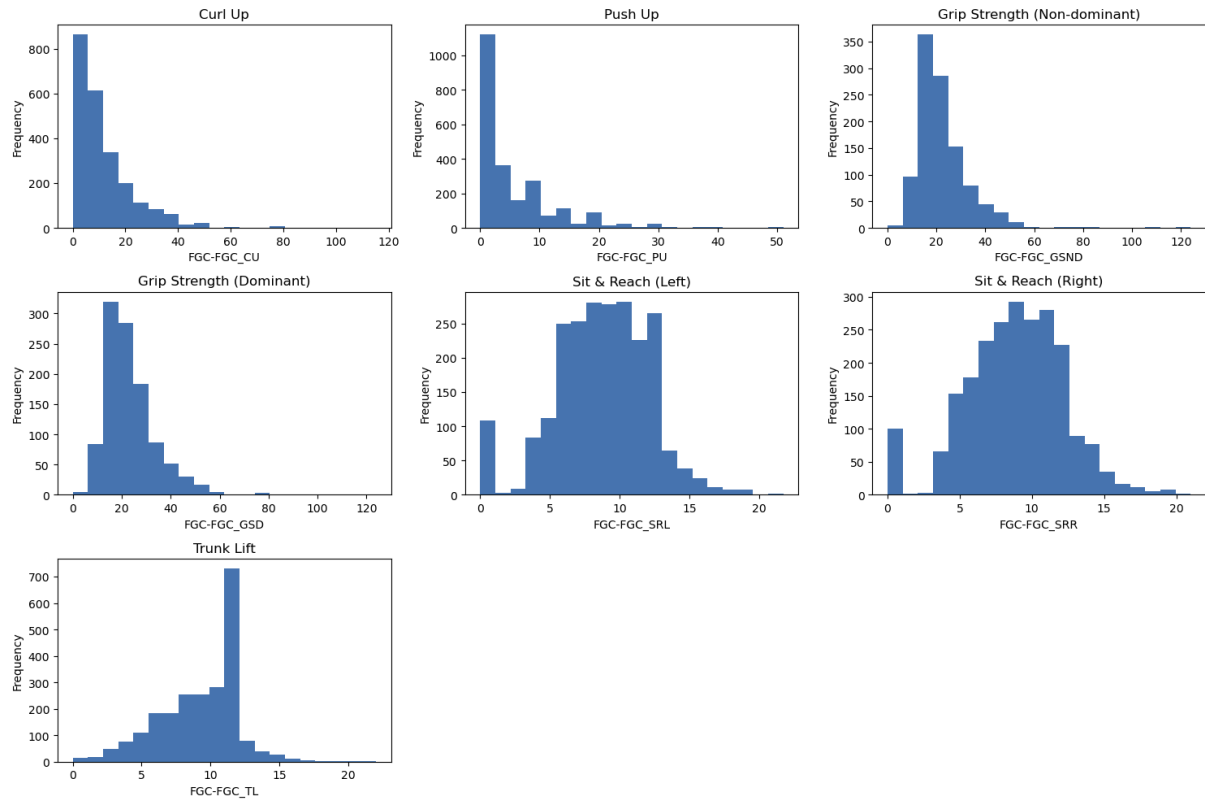 Curl Up
800
600
400
200
0
Frequency
0 20 40 60 80 100 120
FGC-FGC_CU
Push Up
1000
800
600
400
200
0
Frequency
0 10 20 30 40 50
FGC-FGC_PU
Grip Strength (Non-dominant)
350
300
250
200
150
100
50
0
Frequency
0 20 40 60 80 100 120
FGC-FGC_GSND
Grip Strength (Dominant)
300
250
200
150
100
50
0
Frequency
0 20 40 60 80 100 120
FGC-FGC_GSD
Sit & Reach (Left)
250
200
150
100
50
0
Frequency
0 5 10 15 20
FGC-FGC_SRL
Sit & Reach (Right)
300
250
200
150
100
50
0
Frequency
0 5 10 15 20
FGC-FGC_SRR
Trunk Lift
700
600
500
400
300
200
100
0
Frequency
0 5 10 15 20
FGC-FGC_TL